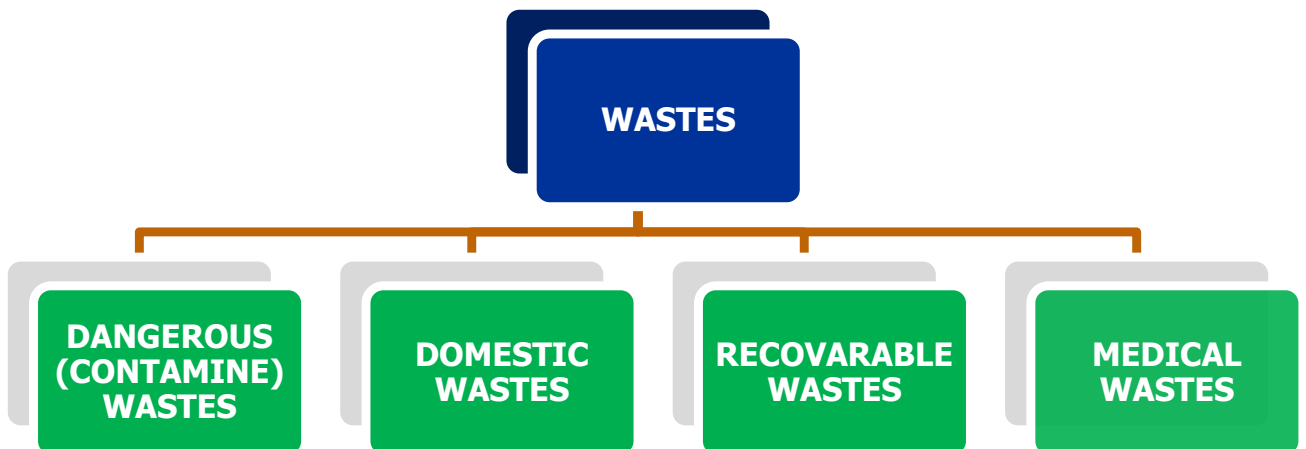 WASTES
DANGEROUS
(CONTAMINE)
WASTES
DOMESTIC
WASTES
RECOVARABLE
WASTES
MEDICAL
WASTES